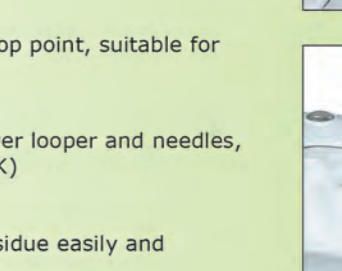 op point, suitable for
er looper and needles,
K)
sidue easily and